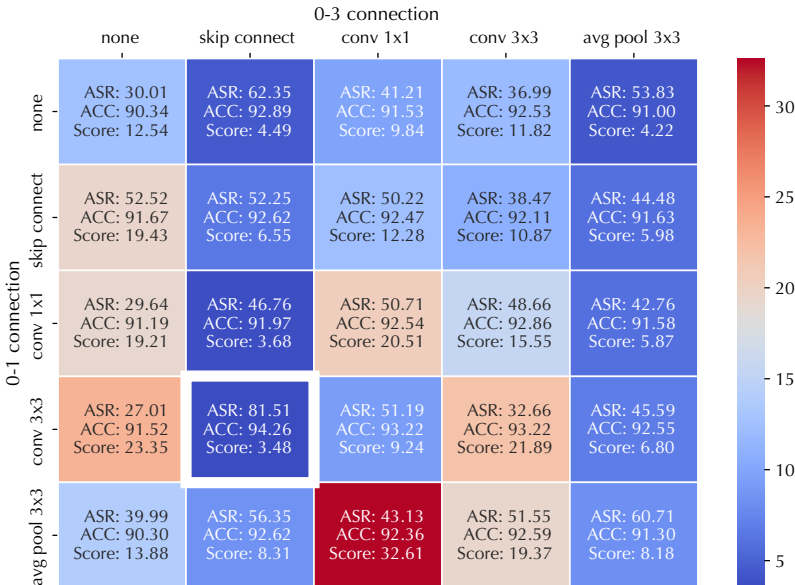 0-3 connection
none skip connect conv 1x1 conv 3x3 avg pool 3x3
0-1 connection
none
ASR: 30.01
ACC: 90.34
Score: 12.54
ASR: 62.35
ACC: 92.89
Score: 4.49
ASR: 41.21
ACC: 91.53
Score: 9.84
ASR: 36.99
ACC: 92.53
Score: 11.82
ASR: 53.83
ACC: 91.00
Score: 4.22
skip connect
ASR: 52.52
ACC: 91.67
Score: 19.43
ASR: 52.25
ACC: 92.62
Score: 6.55
ASR: 50.22
ACC: 92.47
Score: 12.28
ASR: 38.47
ACC: 92.11
Score: 10.87
ASR: 44.48
ACC: 91.63
Score: 5.98
conv 1x1
ASR: 29.64
ACC: 91.19
Score: 19.21
ASR: 46.76
ACC: 91.97
Score: 3.68
ASR: 50.71
ACC: 92.54
Score: 20.51
ASR: 48.66
ACC: 92.86
Score: 15.55
ASR: 42.76
ACC: 91.58
Score: 5.87
conv 3x3
ASR: 27.01
ACC: 91.52
Score: 23.35
ASR: 81.51
ACC: 94.26
Score: 3.48
ASR: 51.19
ACC: 93.22
Score: 9.24
ASR: 32.66
ACC: 93.22
Score: 21.89
ASR: 45.59
ACC: 92.55
Score: 6.80
avg pool 3x3
ASR: 39.99
ACC: 90.30
Score: 13.88
ASR: 56.35
ACC: 92.62
Score: 8.31
ASR: 43.13
ACC: 92.36
Score: 32.61
ASR: 51.55
ACC: 92.59
Score: 19.37
ASR: 60.71
ACC: 91.30
Score: 8.18
30
25
20
15
10
5